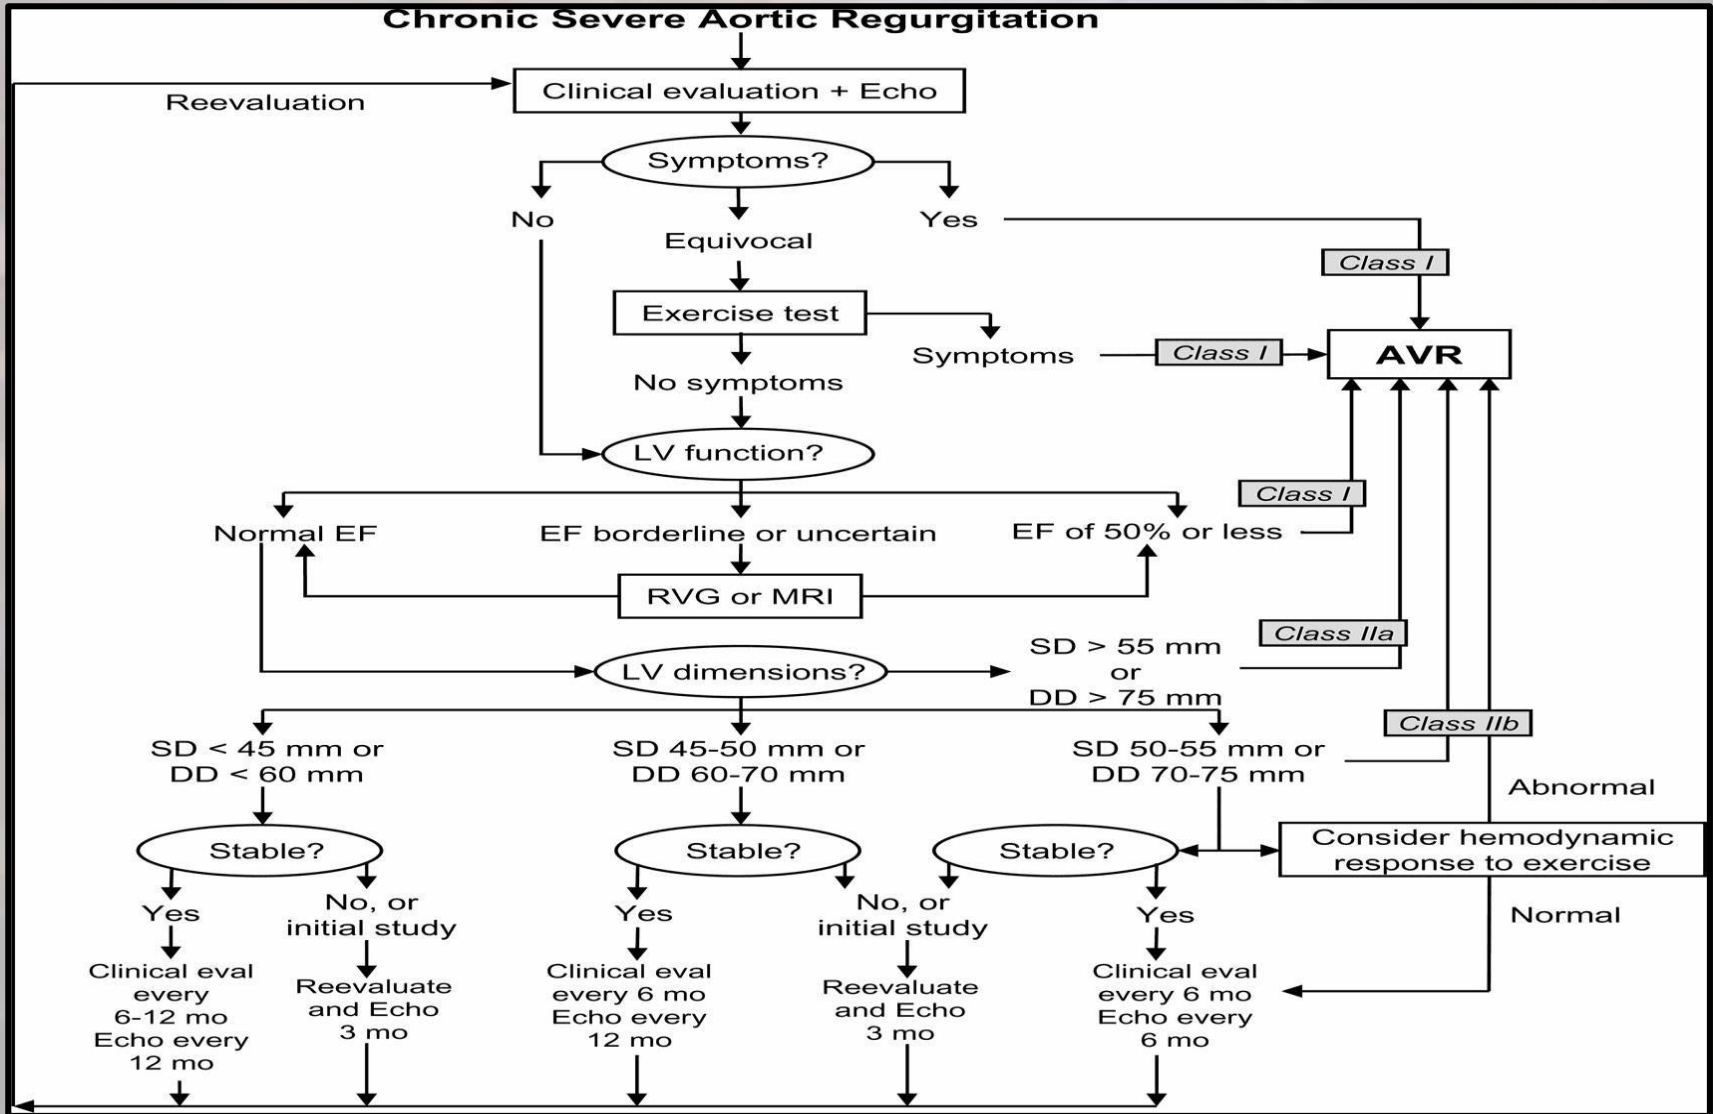 Chronic Severe Aortic Regurgitation
Reevaluation
Clinical evaluation + Echo
Symptoms?
No
Equivocal
Yes
Class I
Exercise test
Symptoms
Class I
AVR
No symptoms
LV function?
Class I
Normal EF
EF borderline or uncertain
EF of 50% or less
RVG or MRI
Class IIa
LV dimensions?
SD > 55 mm
or
DD > 75 mm
Class IIb
SD < 45 mm or
DD < 60 mm
SD 45-50 mm or
DD 60-70 mm
SD 50-55 mm or
DD 70-75 mm
Abnormal
Stable?
Stable?
Stable?
Consider hemodynamic
response to exercise
Yes
No, or
initial study
Yes
No, or
initial study
Yes
Normal
Clinical eval
every
6-12 mo
Echo every
12 mo
Reevaluate
and Echo
3 mo
Clinical eval
every 6 mo
Echo every
12 mo
Reevaluate
and Echo
3 mo
Clinical eval
every 6 mo
Echo every
6 mo